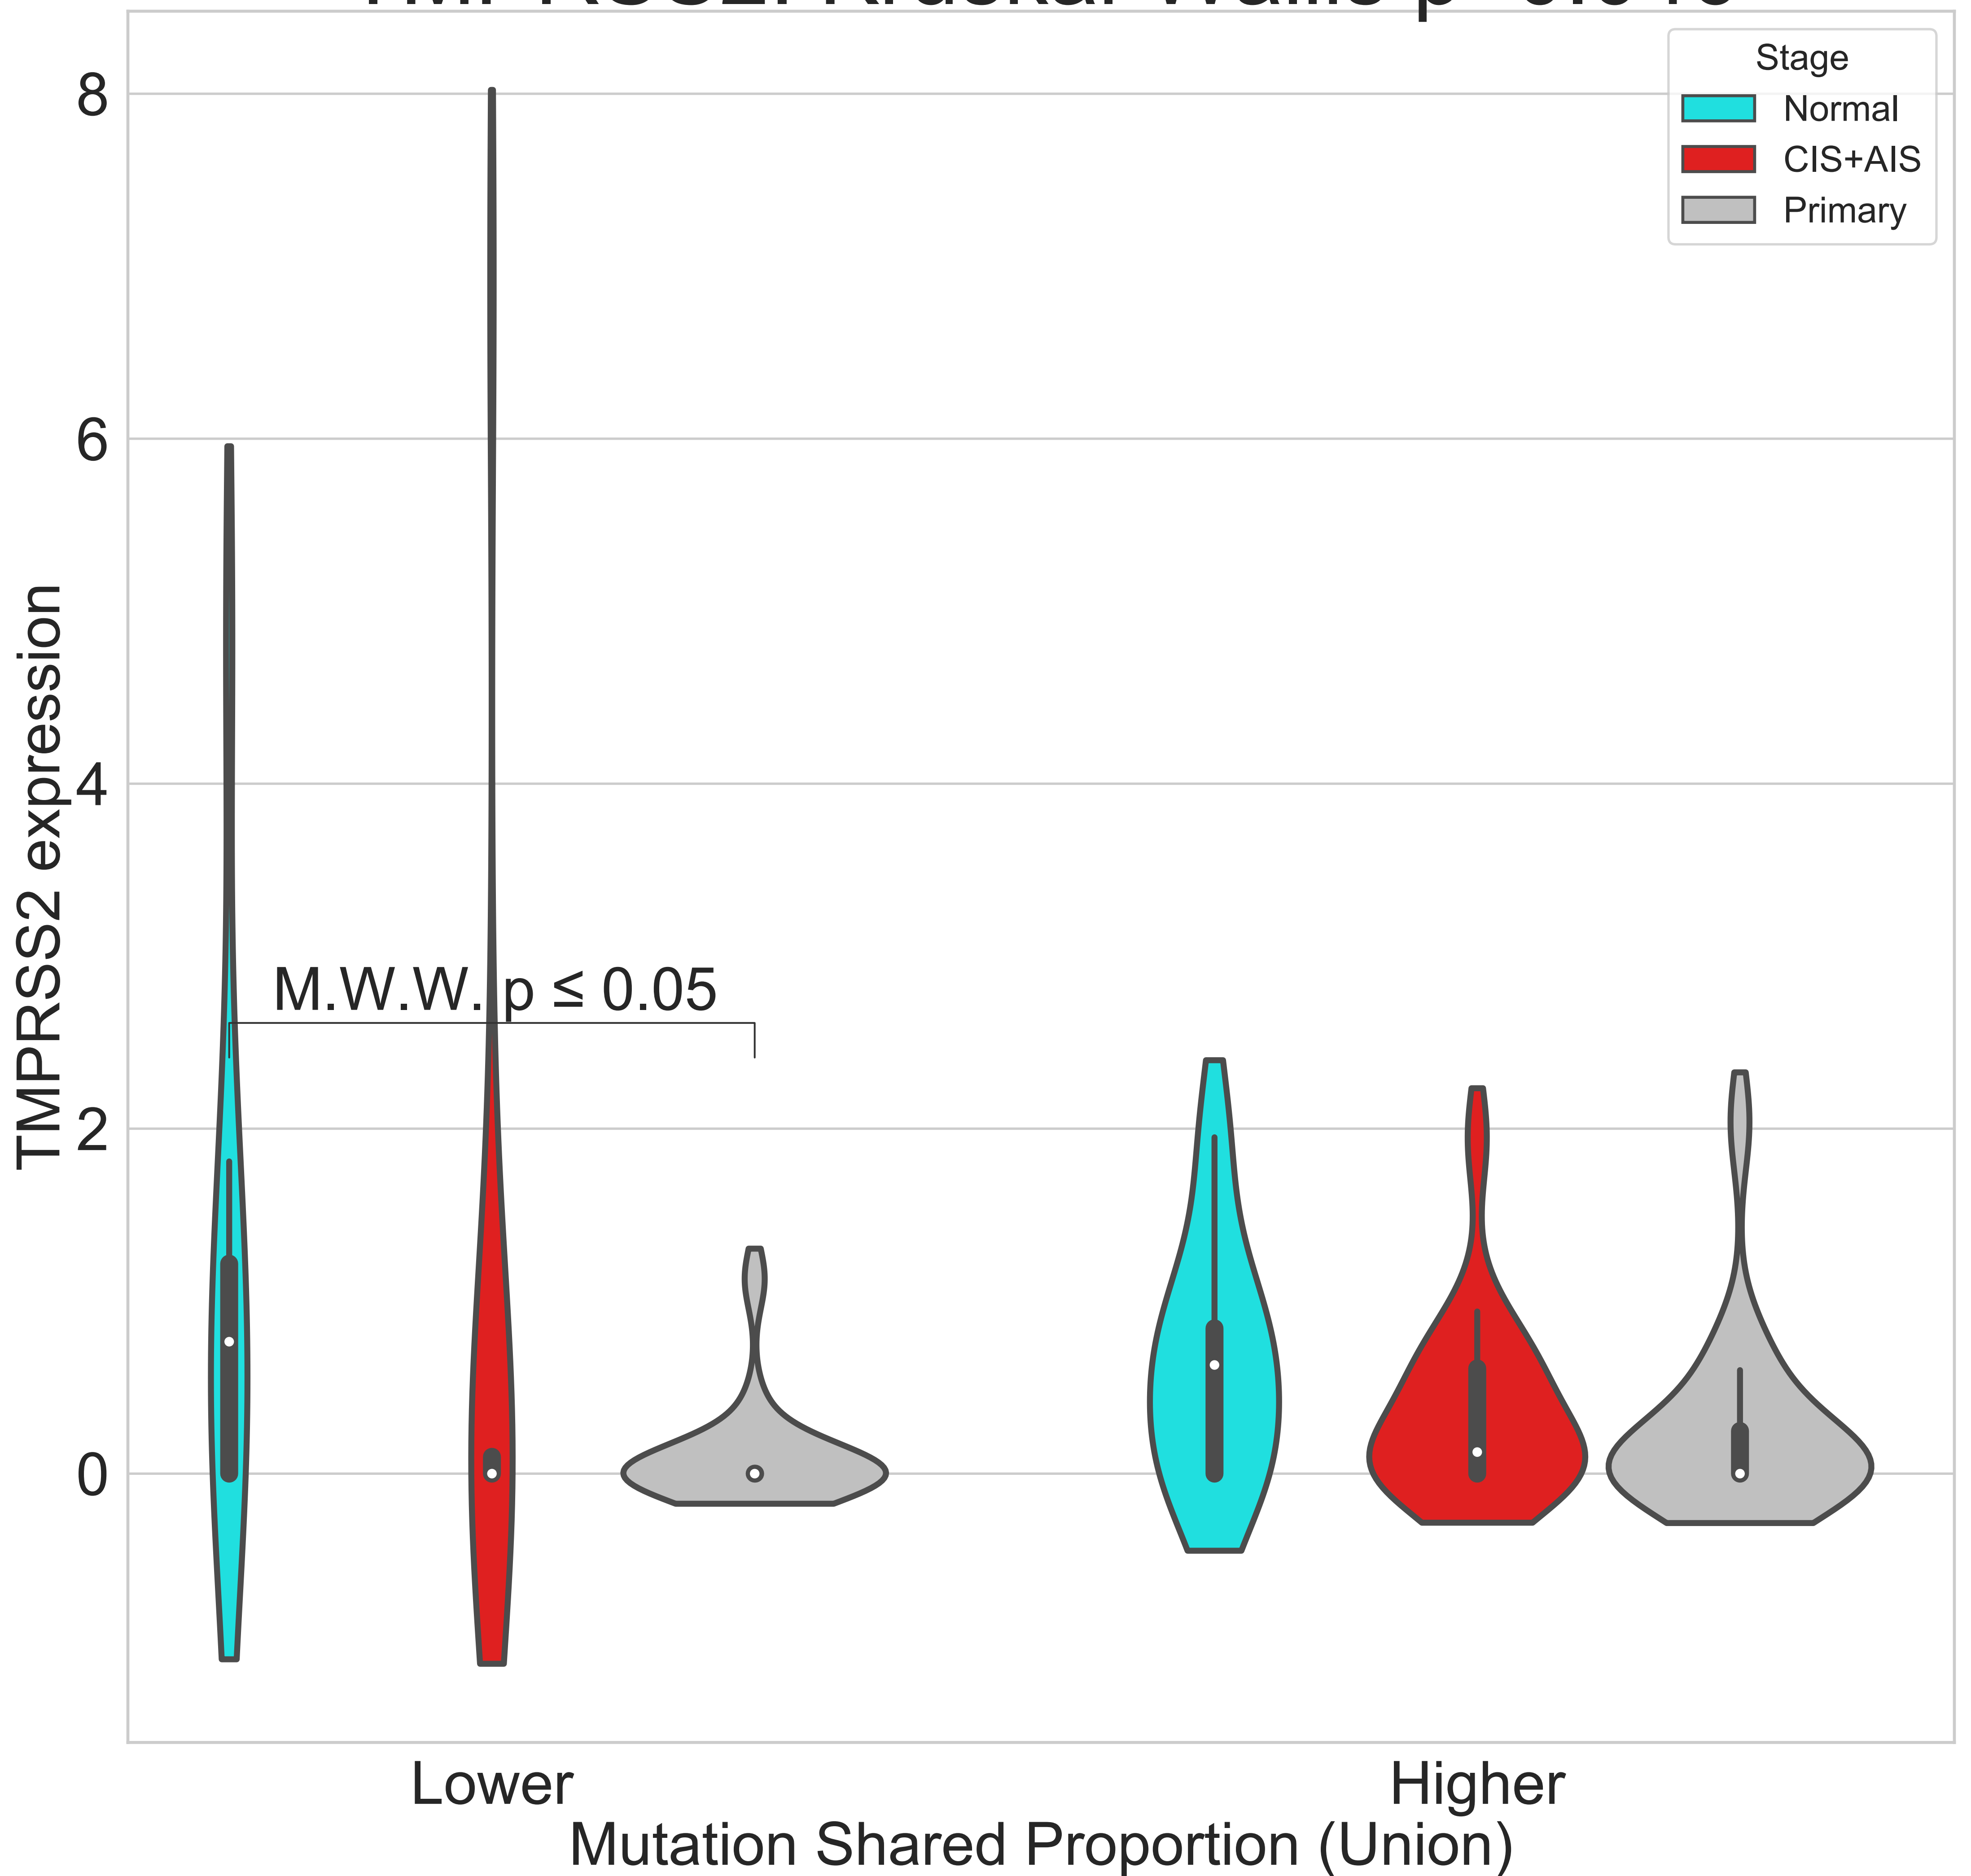 Stage
Normal
CIS+AIS
Primary
8
6
4
2
0
TMPRSS2 expression
M.W.W. p ≤ 0.05
Lower
Higher
Mutation Shared Proportion (Union)